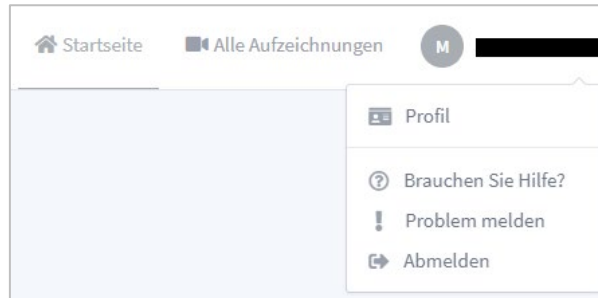 Startseite
Alle Aufzeichnungen
M
Profil
Brauchen Sie Hilfe?
Problem melden
Abmelden